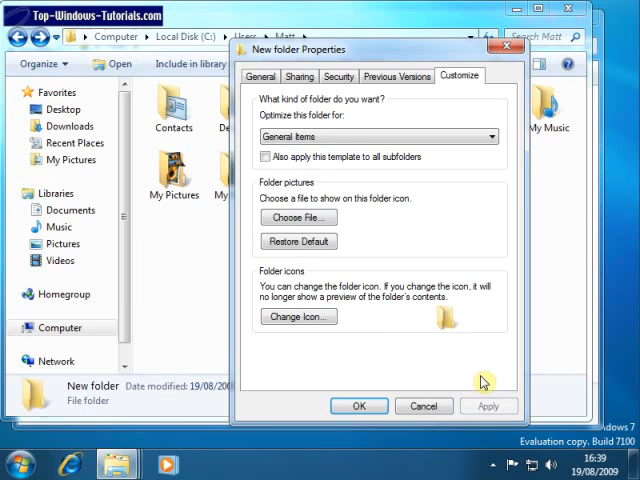 Top-Windows-Tutorials.com
Computer
Local Disk (C:)
Users
Matt
Search Matt
Organize
Open
Include in library
Favorites
Desktop
Downloads
Recent Places
My Pictures
Libraries
Documents
Music
Pictures
Videos
Homegroup
Computer
Network
Contacts
My Pictures
My Music
New folder Properties
General
Sharing
Security
Previous Versions
Customize
What kind of folder do you want?
Optimize this folder for:
General Items
Also apply this template to all subfolders
Folder pictures
Choose a file to show on this folder icon.
Choose File...
Restore Default
Folder icons
You can change the folder icon. If you change the icon, it will
no longer show a preview of the folder's contents.
Change Icon...
OK
Cancel
Apply
New folder
Date modified: 19/08/200
File folder
ndows 7
Evaluation copy. Build 7100
16:39
19/08/2009